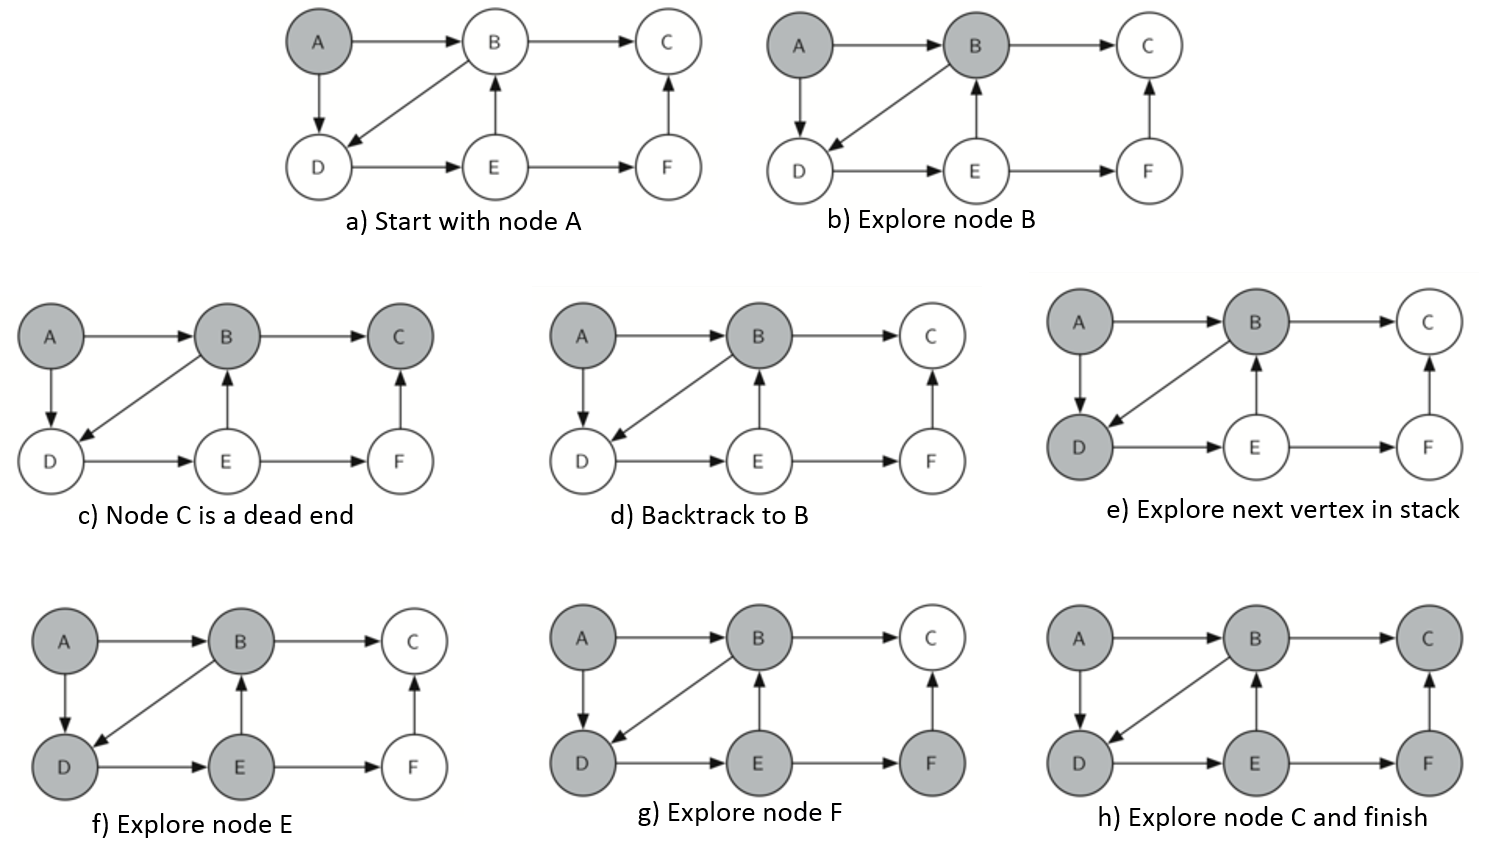 A B C
D E F
a) Start with node A
A B C
D E F
b) Explore node B
A B C
D E F
c) Node C is a dead end
A B C
D E F
d) Backtrack to B
A B C
D E F
e) Explore next vertex in stack
A B C
D E F
f) Explore node E
A B C
D E F
g) Explore node F
A B C
D E F
h) Explore node C and finish